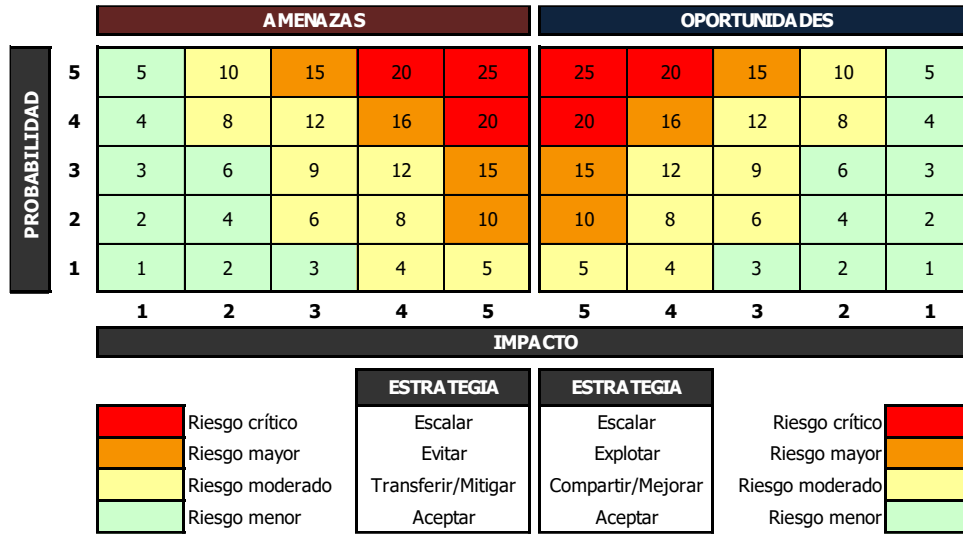 AMENAZAS OPORTUNIDADES
PROBABILIDAD
5 5 10 15 20 25 25 20 15 10 5
4 4 8 12 16 20 20 16 12 8 4
3 3 6 9 12 15 15 12 9 6 3
2 2 4 6 8 10 10 8 6 4 2
1 1 2 3 4 5 5 4 3 2 1
1 2 3 4 5 5 4 3 2 1
IMPACTO
ESTRATEGIA ESTRATEGIA
Riesgo crítico Escalar Escalar Riesgo crítico
Riesgo mayor Evitar Explotar Riesgo mayor
Riesgo moderado Transferir/Mitigar Compartir/Mejorar Riesgo moderado
Riesgo menor Aceptar Aceptar Riesgo menor